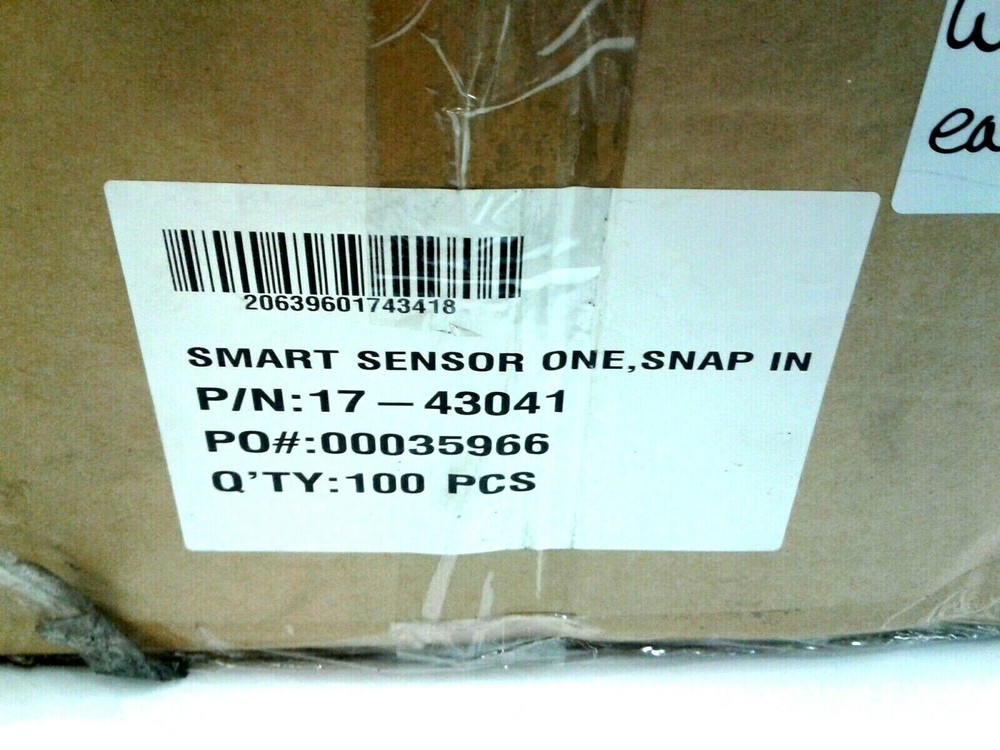 20639601743418
SMART SENSOR ONE,SNAP IN
P/N:17-43041
PO#:00035966
Q'TY:100 PCS